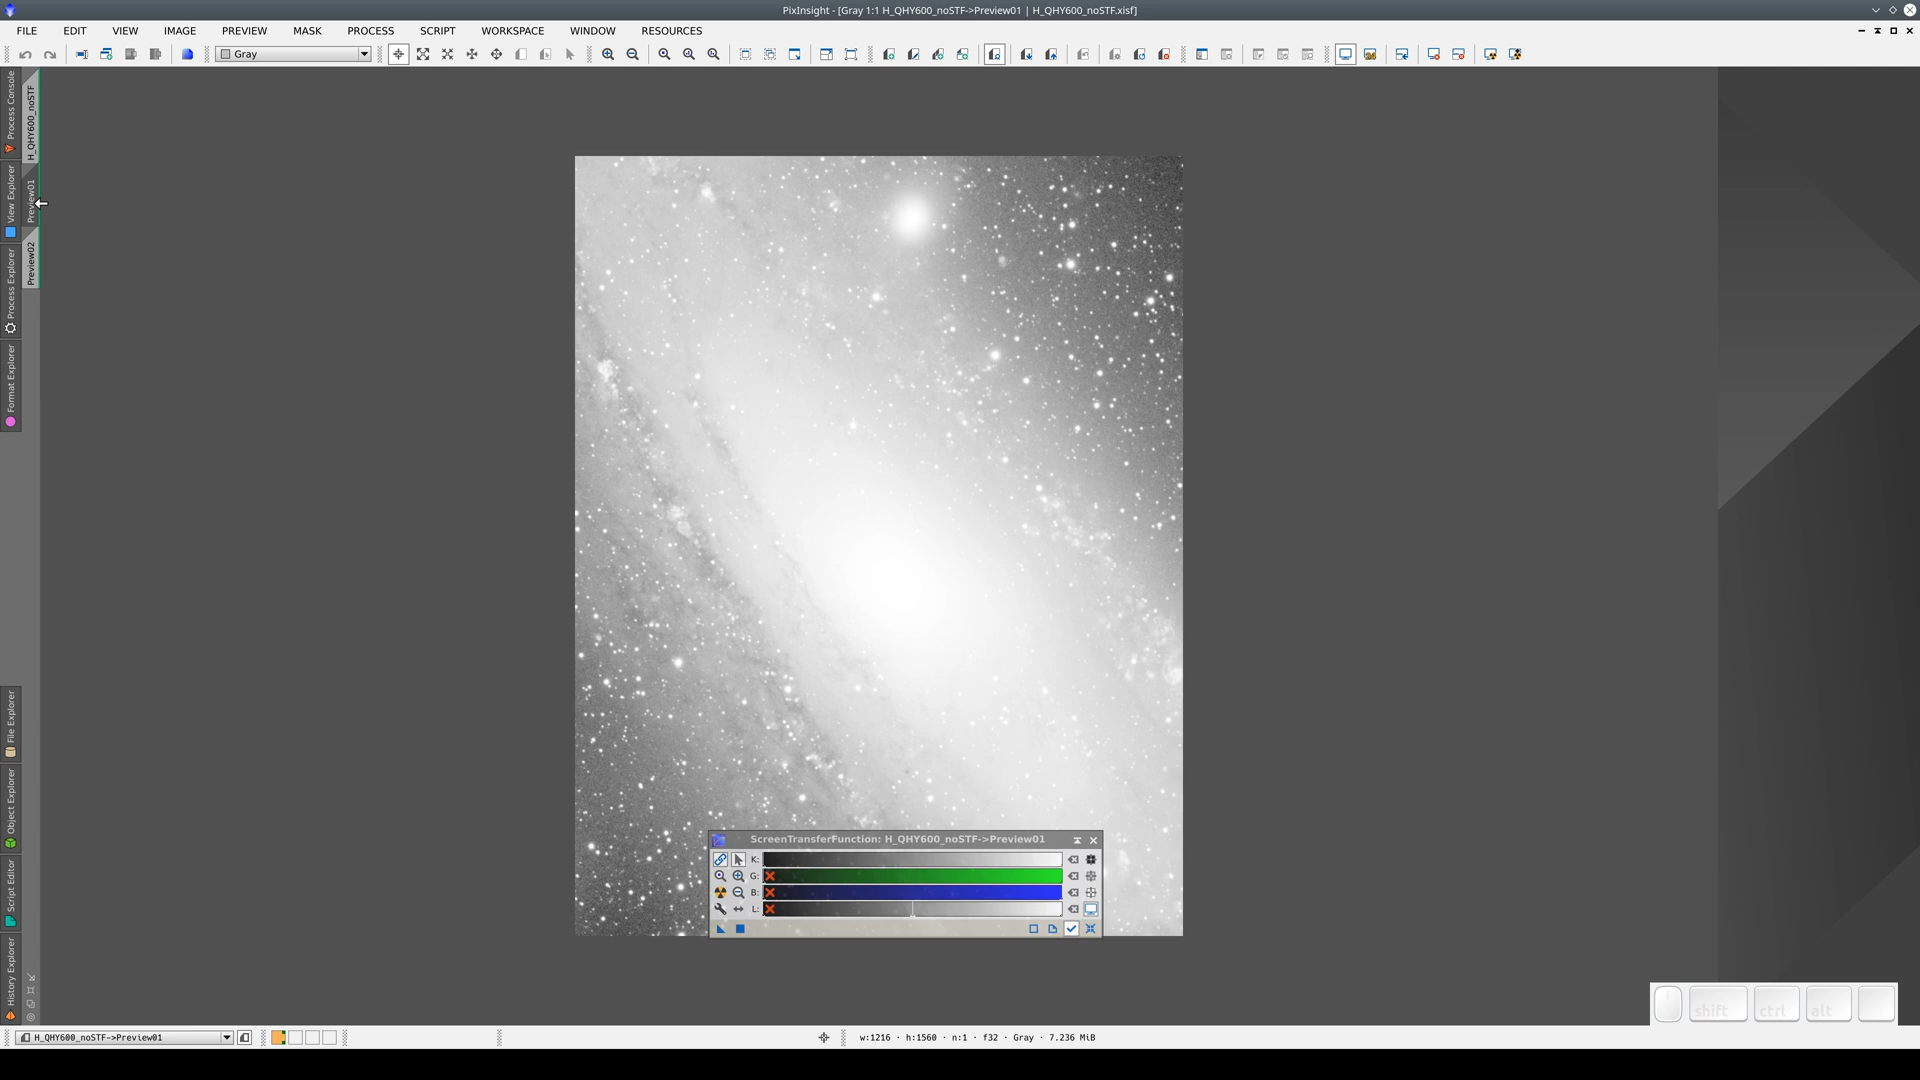 PixInsight - [Gray 1:1 H_QHY600_noSTF->Preview01 | H_QHY600_noSTF.xisf]
FILE EDIT VIEW IMAGE PREVIEW MASK PROCESS SCRIPT WORKSPACE WINDOW RESOURCES
Gray
Process Console
View Explorer
Process Explorer
Format Explorer
File Explorer
Object Explorer
Script Editor
History Explorer
H_QHY600_noSTF
Preview01
Preview02
ScreenTransferFunction: H_QHY600_noSTF->Preview01
K:
G:
B:
L:
shift ctrl alt
H_QHY600_noSTF->Preview01
w:1216 · h:1560 · n:1 · f32 · Gray · 7.236 MiB